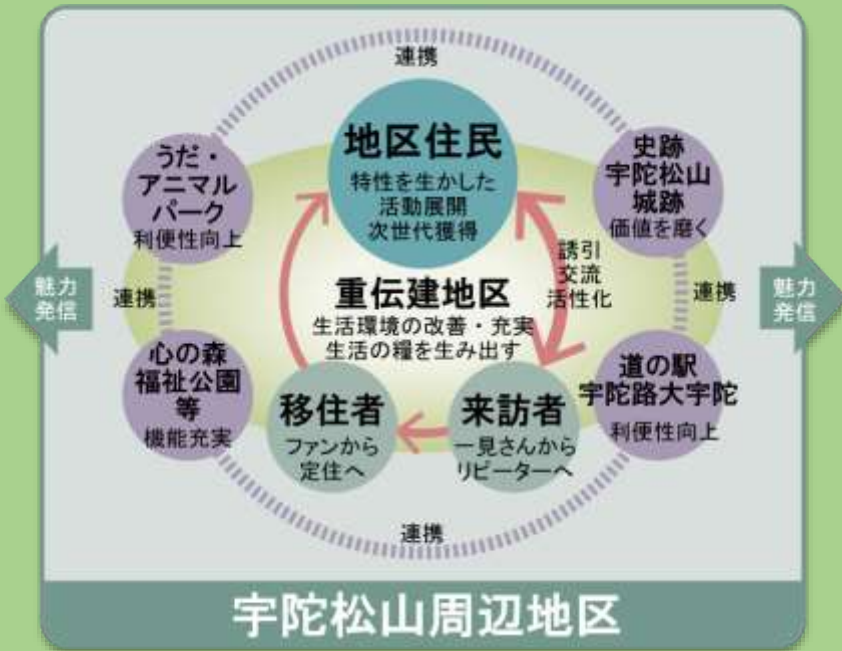 連携
地区住民
特性を生かした
活動展開
次世代獲得
うだ・
アニマル
パーク
利便性向上
史跡
宇陀松山
城跡
価値を磨く
誘引
交流
活性化
魅力
発信
連携
重伝建地区
生活環境の改善・充実
生活の糧を生み出す
連携
魅力
発信
心の森
福祉公園
等
機能充実
移住者
ファンから
定住へ
来訪者
一見さんから
リピーターへ
道の駅
宇陀路大宇陀
利便性向上
連携
宇陀松山周辺地区